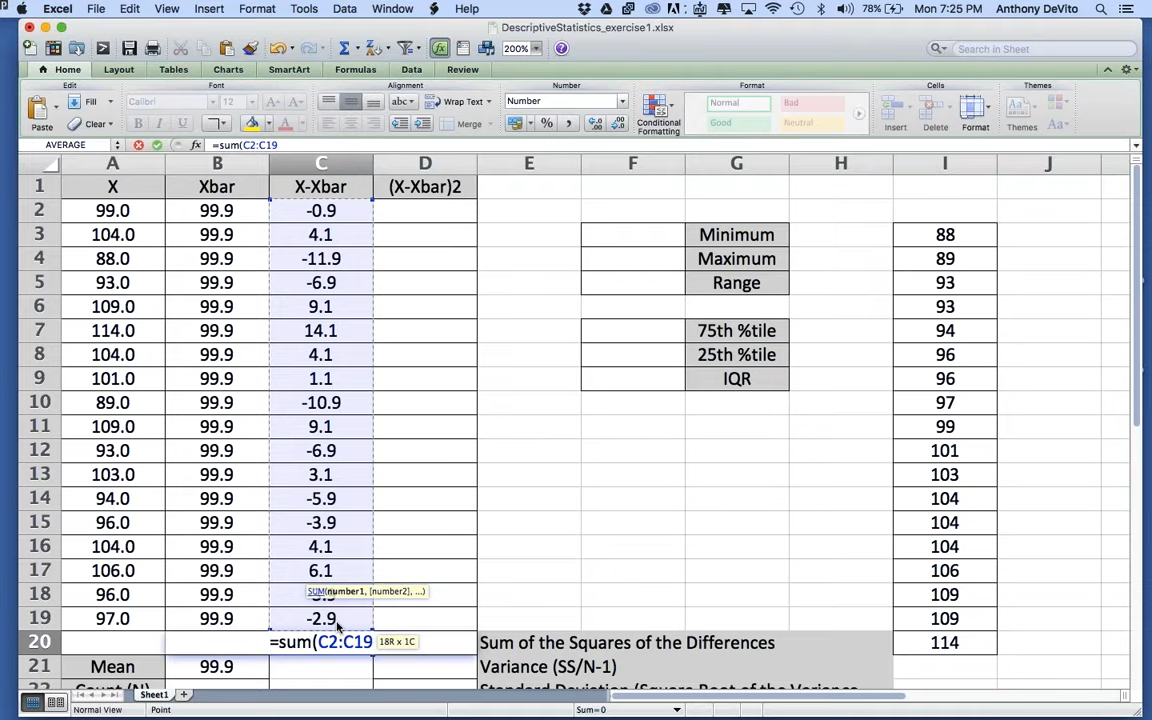 Excel File Edit View Insert Format Tools Data Window Help 78% Mon 7:25 PM Anthony DeVito
DescriptiveStatistics_exercise1.xlsx
200% Search in Sheet
Home Layout Tables Charts SmartArt Formulas Data Review
Edit Font Alignment Number Format Cells Themes
Fill Calibri 12 abc Wrap Text Number Normal Bad
Paste Clear B I U A Merge % Conditional Formatting Good Neutral Insert Delete Format Themes Aa
AVERAGE fx =sum(C2:C19
A B C D E F G H I J
1 X Xbar X-Xbar (X-Xbar)2
2 99.0 99.9 -0.9
3 104.0 99.9 4.1 Minimum 88
4 88.0 99.9 -11.9 Maximum 89
5 93.0 99.9 -6.9 Range 93
6 109.0 99.9 9.1 93
7 114.0 99.9 14.1 75th %tile 94
8 104.0 99.9 4.1 25th %tile 96
9 101.0 99.9 1.1 IQR 96
10 89.0 99.9 -10.9 97
11 109.0 99.9 9.1 99
12 93.0 99.9 -6.9 101
13 103.0 99.9 3.1 103
14 94.0 99.9 -5.9 104
15 96.0 99.9 -3.9 104
16 104.0 99.9 4.1 104
17 106.0 99.9 6.1 106
SUM(number1, [number2], ...)
18 96.0 99.9 109
19 97.0 99.9 -2.9 109
20 =sum(C2:C19 18R x 1C Sum of the Squares of the Differences 114
21 Mean 99.9 Variance (SS/N-1)
22 Count (N) Standard Deviation (Square Root of the Variance
Sheet1
Normal View Point Sum=0